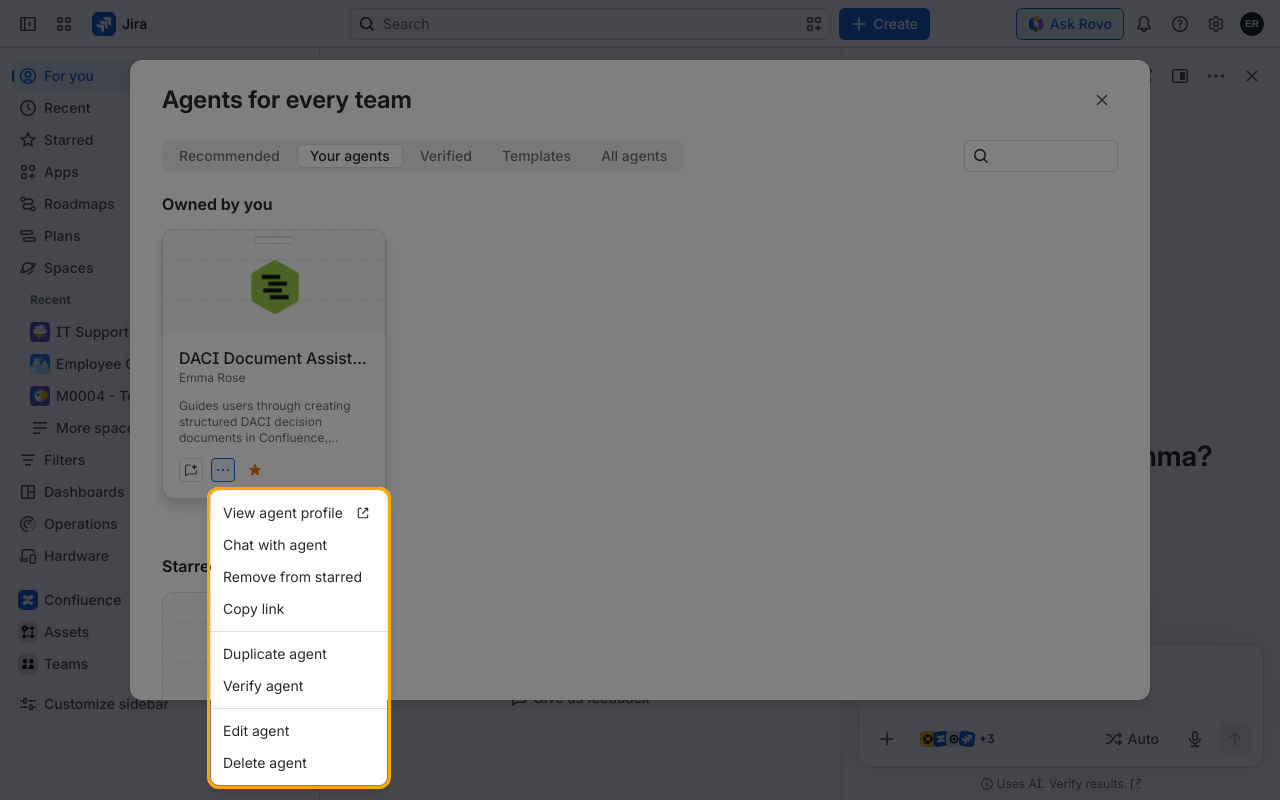 Jira
Search
Create
Ask Rovo
ER
For you
Recent
Starred
Apps
Roadmaps
Plans
Spaces
Recent
IT Support
Employee
M0004 -
More
Filters
Dashboards
Operations
Hardware
Confluence
Assets
Teams
Customize sidebar
Agents for every team
Recommended
Your agents
Verified
Templates
All agents
Owned by you
DACI Document Assist...
Emma Rose
Guides users through creating
structured DACI decision
documents in Confluence,...
View agent profile
Chat with agent
Remove from starred
Copy link
Duplicate agent
Verify agent
Edit agent
Delete agent
+3
Auto
Uses AI. Verify results.